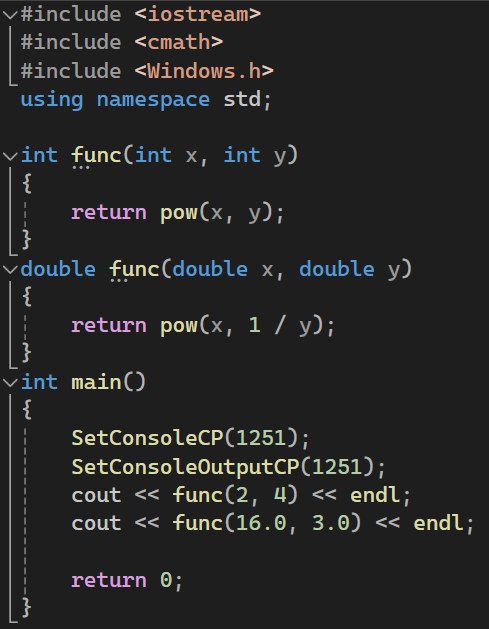 #include <iostream>
#include <cmath>
#include <Windows.h>
using namespace std;

int func(int x, int y)
{
    return pow(x, y);
}
double func(double x, double y)
{
    return pow(x, 1 / y);
}
int main()
{
    SetConsoleCP(1251);
    SetConsoleOutputCP(1251);
    cout << func(2, 4) << endl;
    cout << func(16.0, 3.0) << endl;

    return 0;
}